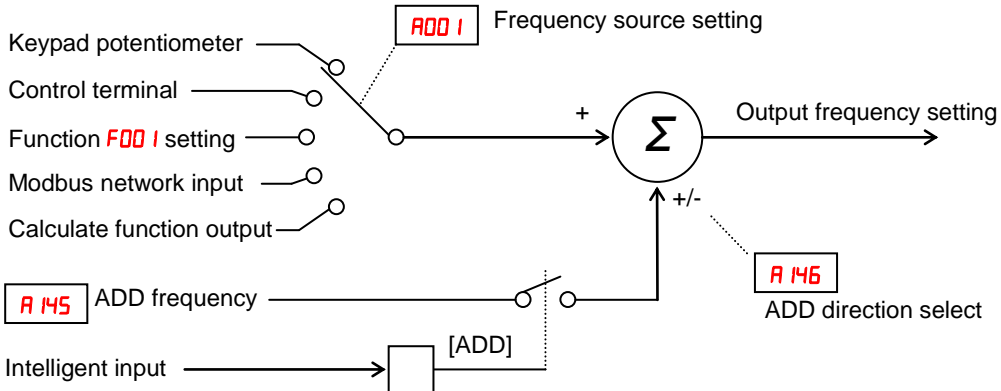 A001 Frequency source setting
Keypad potentiometer
Control terminal
Function F001 setting
Modbus network input
Calculate function output
+
Σ
Output frequency setting
+/-
A146
ADD direction select
A145 ADD frequency
[ADD]
Intelligent input